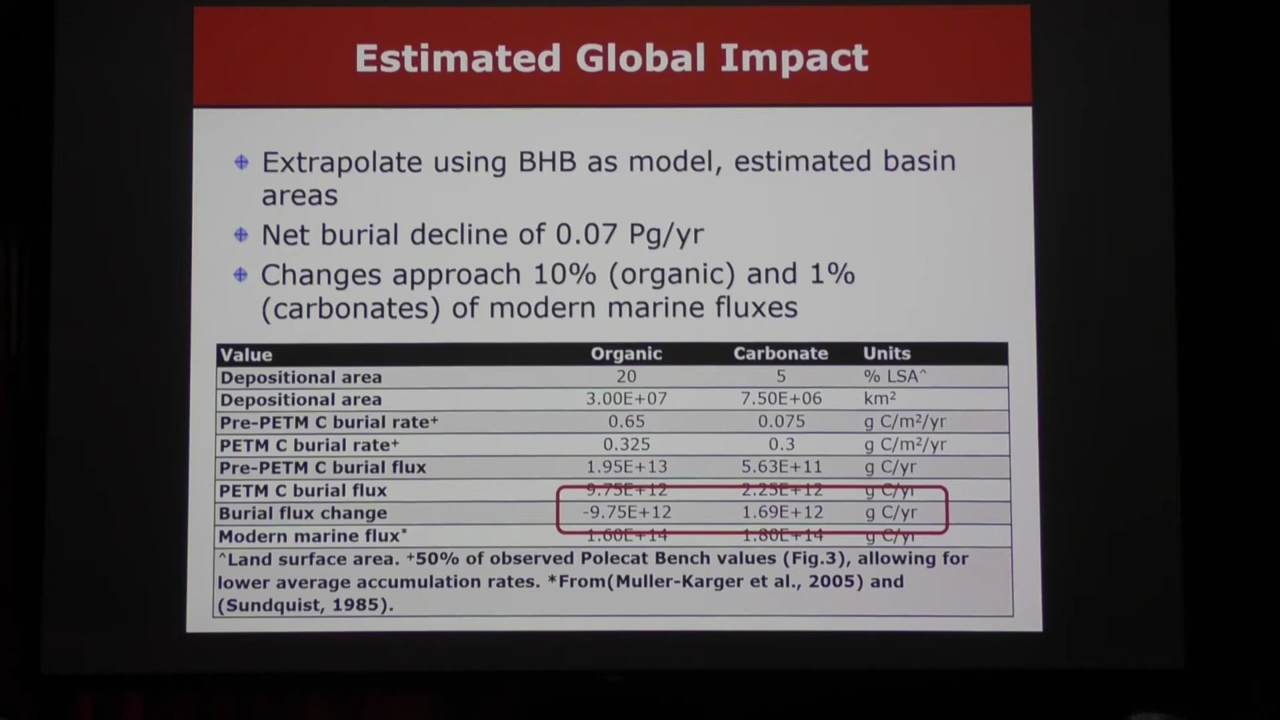 Estimated Global Impact
Extrapolate using BHB as model, estimated basin
areas
Net burial decline of 0.07 Pg/yr
Changes approach 10% (organic) and 1%
(carbonates) of modern marine fluxes
Value Organic Carbonate Units
Depositional area 20 5 % LSA^
Depositional area 3.00E+07 7.50E+06 km²
Pre-PETM C burial rate⁺ 0.65 0.075 g C/m²/yr
PETM C burial rate⁺ 0.325 0.3 g C/m²/yr
Pre-PETM C burial flux 1.95E+13 5.63E+11 g C/yr
PETM C burial flux 9.75E+12 2.25E+12 g C/yr
Burial flux change -9.75E+12 1.69E+12 g C/yr
Modern marine flux* 1.60E+14 1.80E+14 g C/yr
^Land surface area. ⁺50% of observed Polecat Bench values (Fig.3), allowing for
lower average accumulation rates. *From(Muller-Karger et al., 2005) and
(Sundquist, 1985).